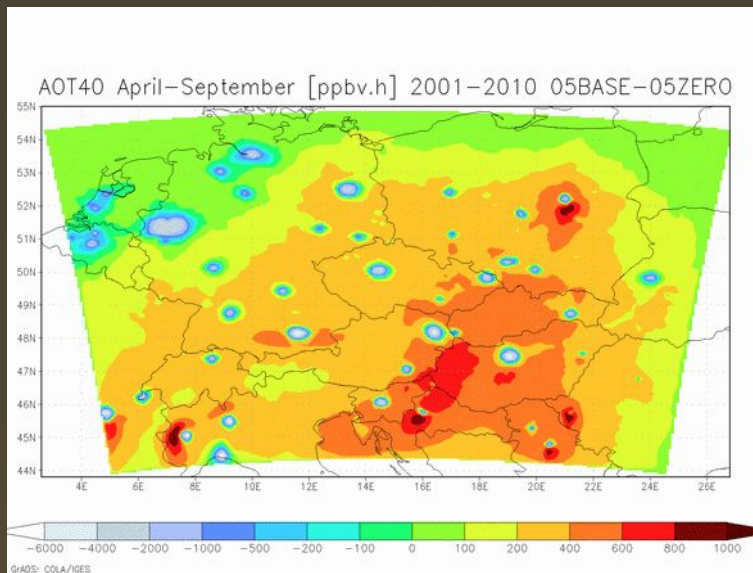 AOT40 April-September [ppbv.h] 2001-2010 05BASE-05ZERO
55N
54N
53N
52N
51N
50N
49N
48N
47N
46N
45N
44N
4E 6E 8E 10E 12E 14E 16E 18E 20E 22E 24E 26E
-6000 -4000 -2000 -1000 -500 -200 -100 0 100 200 400 600 800 1000
GrADS: COLA/IGES